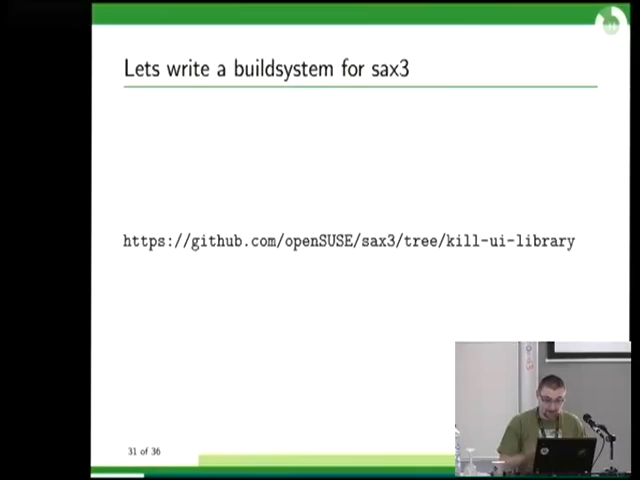 Lets write a buildsystem for sax3
https://github.com/openSUSE/sax3/tree/kill-ui-library
31 of 36